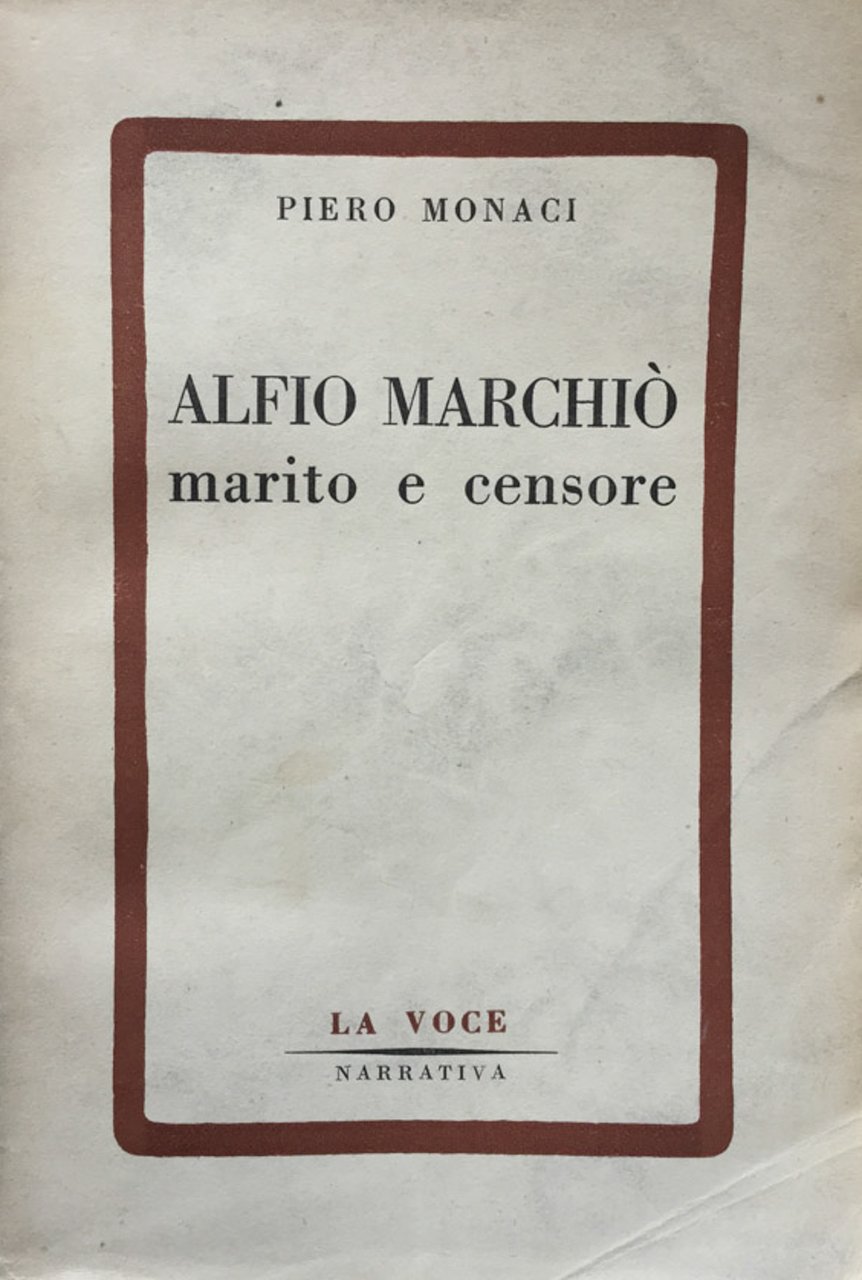 PIERO MONACI
ALFIO MARCHIÒ
marito e censore
LA VOCE
NARRATIVA